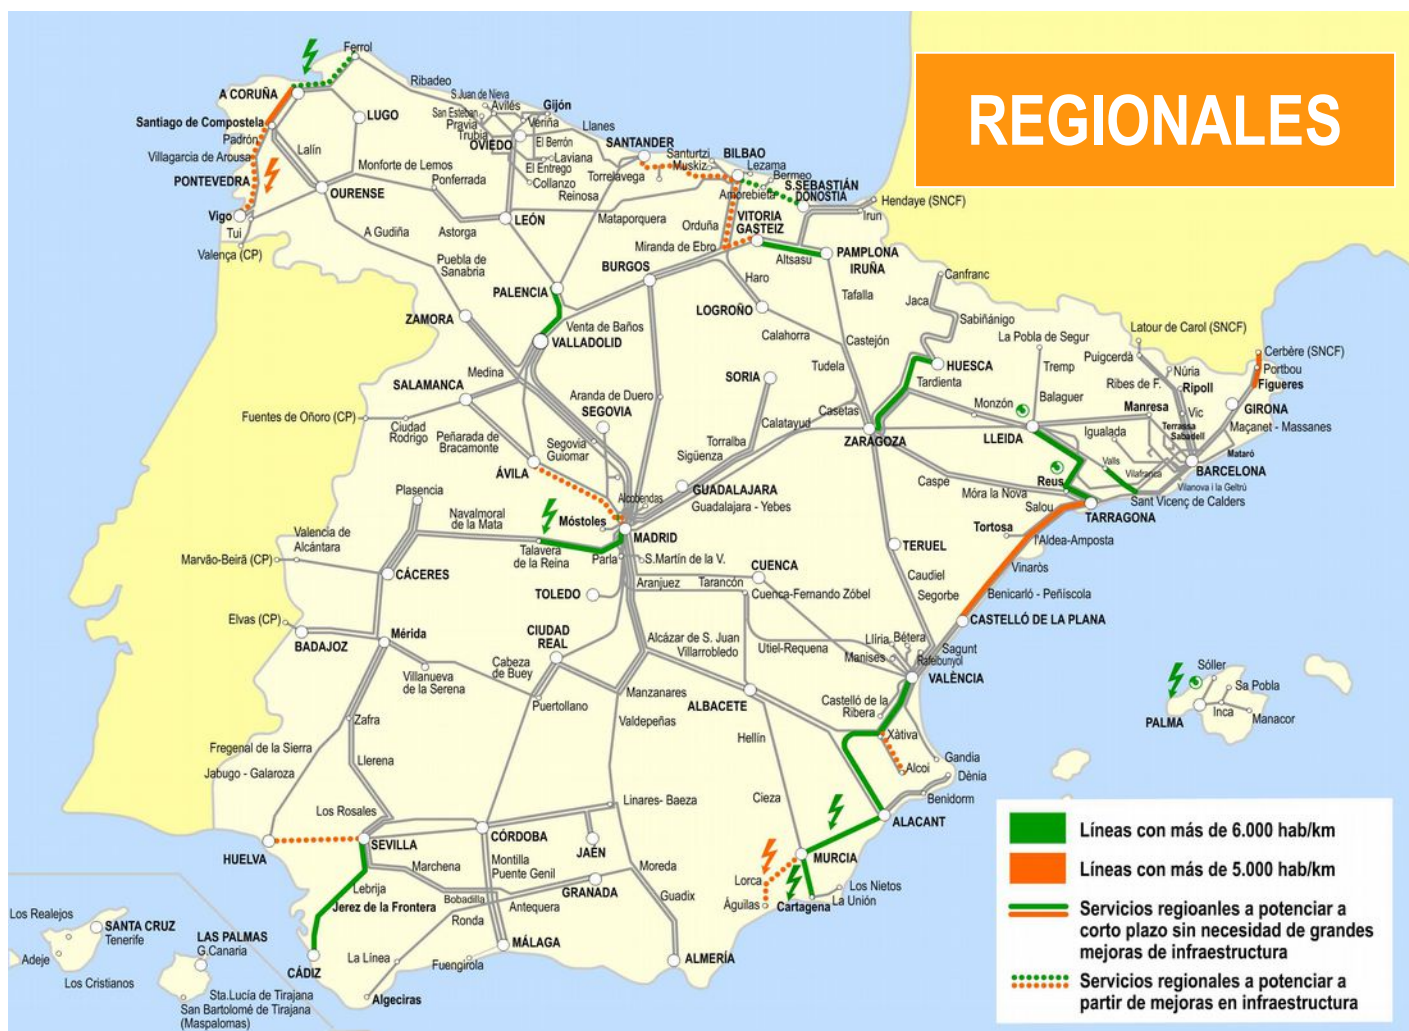 REGIONALES
Ferrol
Ribadeo
A CORUÑA
LUGO
Santiago de Compostela
Padrón
Lalín
Villagarcia de Arousa
PONTEVEDRA
Vigo
Tui
Valença (CP)
OURENSE
Monforte de Lemos
Ponferrada
A Gudiña
Astorga
Puebla de
Sanabria
S.Juan de Nieva
Avilés
San Esteban
Pravia
Trubia
OVIEDO
Gijón
Veriña
El Berrón
Laviana
El Entrego
Collanzo
Llanes
SANTANDER
Torrelavega
Reinosa
Mataporquera
LEÓN
Santurtzi
Muskiz
BILBAO
Lezama
Bermeo
Amorebieta
S.SEBASTIÁN
DONOSTIA
Hendaye (SNCF)
Irun
Orduña
VITORIA
GASTEIZ
Miranda de Ebro
Altsasu
PAMPLONA
IRUÑA
Haro
LOGROÑO
Tafalla
Calahorra
Castejón
Tudela
Casetas
BURGOS
PALENCIA
Venta de Baños
VALLADOLID
ZAMORA
Medina
SALAMANCA
Fuentes de Oñoro (CP)
Ciudad
Rodrigo
Peñarada de
Bracamonte
ÁVILA
Aranda de Duero
SEGOVIA
Segovia
Guiomar
SORIA
Calatayud
Torralba
Sigüenza
GUADALAJARA
Guadalajara - Yebes
Alcobendas
Móstoles
MADRID
Parla
S.Martín de la V.
Aranjuez
Tarancón
TOLEDO
CUENCA
Cuenca-Fernando Zóbel
Canfranc
Jaca
Sabiñánigo
HUESCA
Tardienta
ZARAGOZA
Monzón
LLEIDA
La Pobla de Segur
Tremp
Balaguer
Latour de Carol (SNCF)
Puigcerdà
Núria
Ribes de F.
Ripoll
Vic
Manresa
Terrassa
Sabadell
Igualada
Cerbère (SNCF)
Portbou
Figueres
GIRONA
Maçanet - Massanes
Mataró
BARCELONA
Valls
Vilafranca
Vilanova i la Geltrú
Sant Vicenç de Calders
Reus
TARRAGONA
Salou
Caspe
Móra la Nova
Tortosa
l'Aldea-Amposta
Vinaròs
Benicarló - Peñíscola
CASTELLÓ DE LA PLANA
TERUEL
Caudiel
Segorbe
Sagunt
Llíria
Bétera
Manises
Rafelbunyol
VALÈNCIA
Utiel-Requena
Castelló de la
Ribera
Xàtiva
Alcoi
Gandia
Dènia
Benidorm
ALACANT
Plasencia
Navalmoral
de la Mata
Talavera
de la Reina
Valencia de
Alcántara
Marvão-Beirã (CP)
CÁCERES
Elvas (CP)
BADAJOZ
Mérida
Villanueva
de la Serena
Cabeza
de Buey
CIUDAD
REAL
Puertollano
Alcázar de S. Juan
Villarrobledo
Manzanares
Valdepeñas
ALBACETE
Hellín
Cieza
MURCIA
Lorca
Águilas
Cartagena
Los Nietos
La Unión
Zafra
Llerena
Fregenal de la Sierra
Jabugo - Galaroza
Los Rosales
HUELVA
SEVILLA
CÓRDOBA
Linares- Baeza
JAÉN
Marchena
Montilla
Puente Genil
Lebrija
Jerez de la Frontera
Bobadilla
Ronda
Antequera
GRANADA
Moreda
Guadix
ALMERÍA
MÁLAGA
Fuengirola
La Línea
Algeciras
CÁDIZ
Sóller
Sa Pobla
Inca
Manacor
PALMA
Los Realejos
SANTA CRUZ
Tenerife
Adeje
Los Cristianos
LAS PALMAS
G.Canaria
Sta.Lucía de Tirajana
San Bartolomé de Tirajana
(Maspalomas)
Líneas con más de 6.000 hab/km
Líneas con más de 5.000 hab/km
Servicios regioanles a potenciar a
corto plazo sin necesidad de grandes
mejoras de infraestructura
Servicios regionales a potenciar a
partir de mejoras en infraestructura